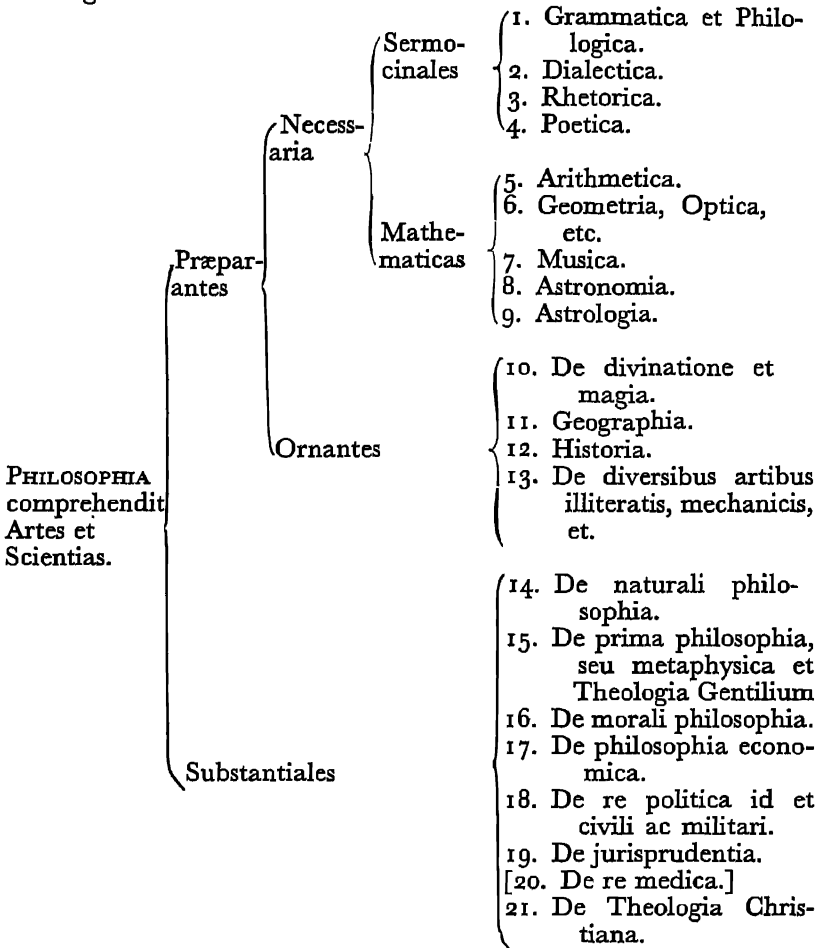 PHILOSOPHIA
comprehendit
Artes et
Scientias.
Præpar-
antes
Necess-
aria
Sermo-
cinales
1. Grammatica et Philo-
logica.
2. Dialectica.
3. Rhetorica.
4. Poetica.
Mathe-
maticas
5. Arithmetica.
6. Geometria, Optica,
etc.
7. Musica.
8. Astronomia.
9. Astrologia.
Ornantes
10. De divinatione et
magia.
11. Geographia.
12. Historia.
13. De diversibus artibus
illiteratis, mechanicis,
et.
Substantiales
14. De naturali philo-
sophia.
15. De prima philosophia,
seu metaphysica et
Theologia Gentilium
16. De morali philosophia.
17. De philosophia econo-
mica.
18. De re politica id et
civili ac militari.
19. De jurisprudentia.
[20. De re medica.]
21. De Theologia Chris-
tiana.